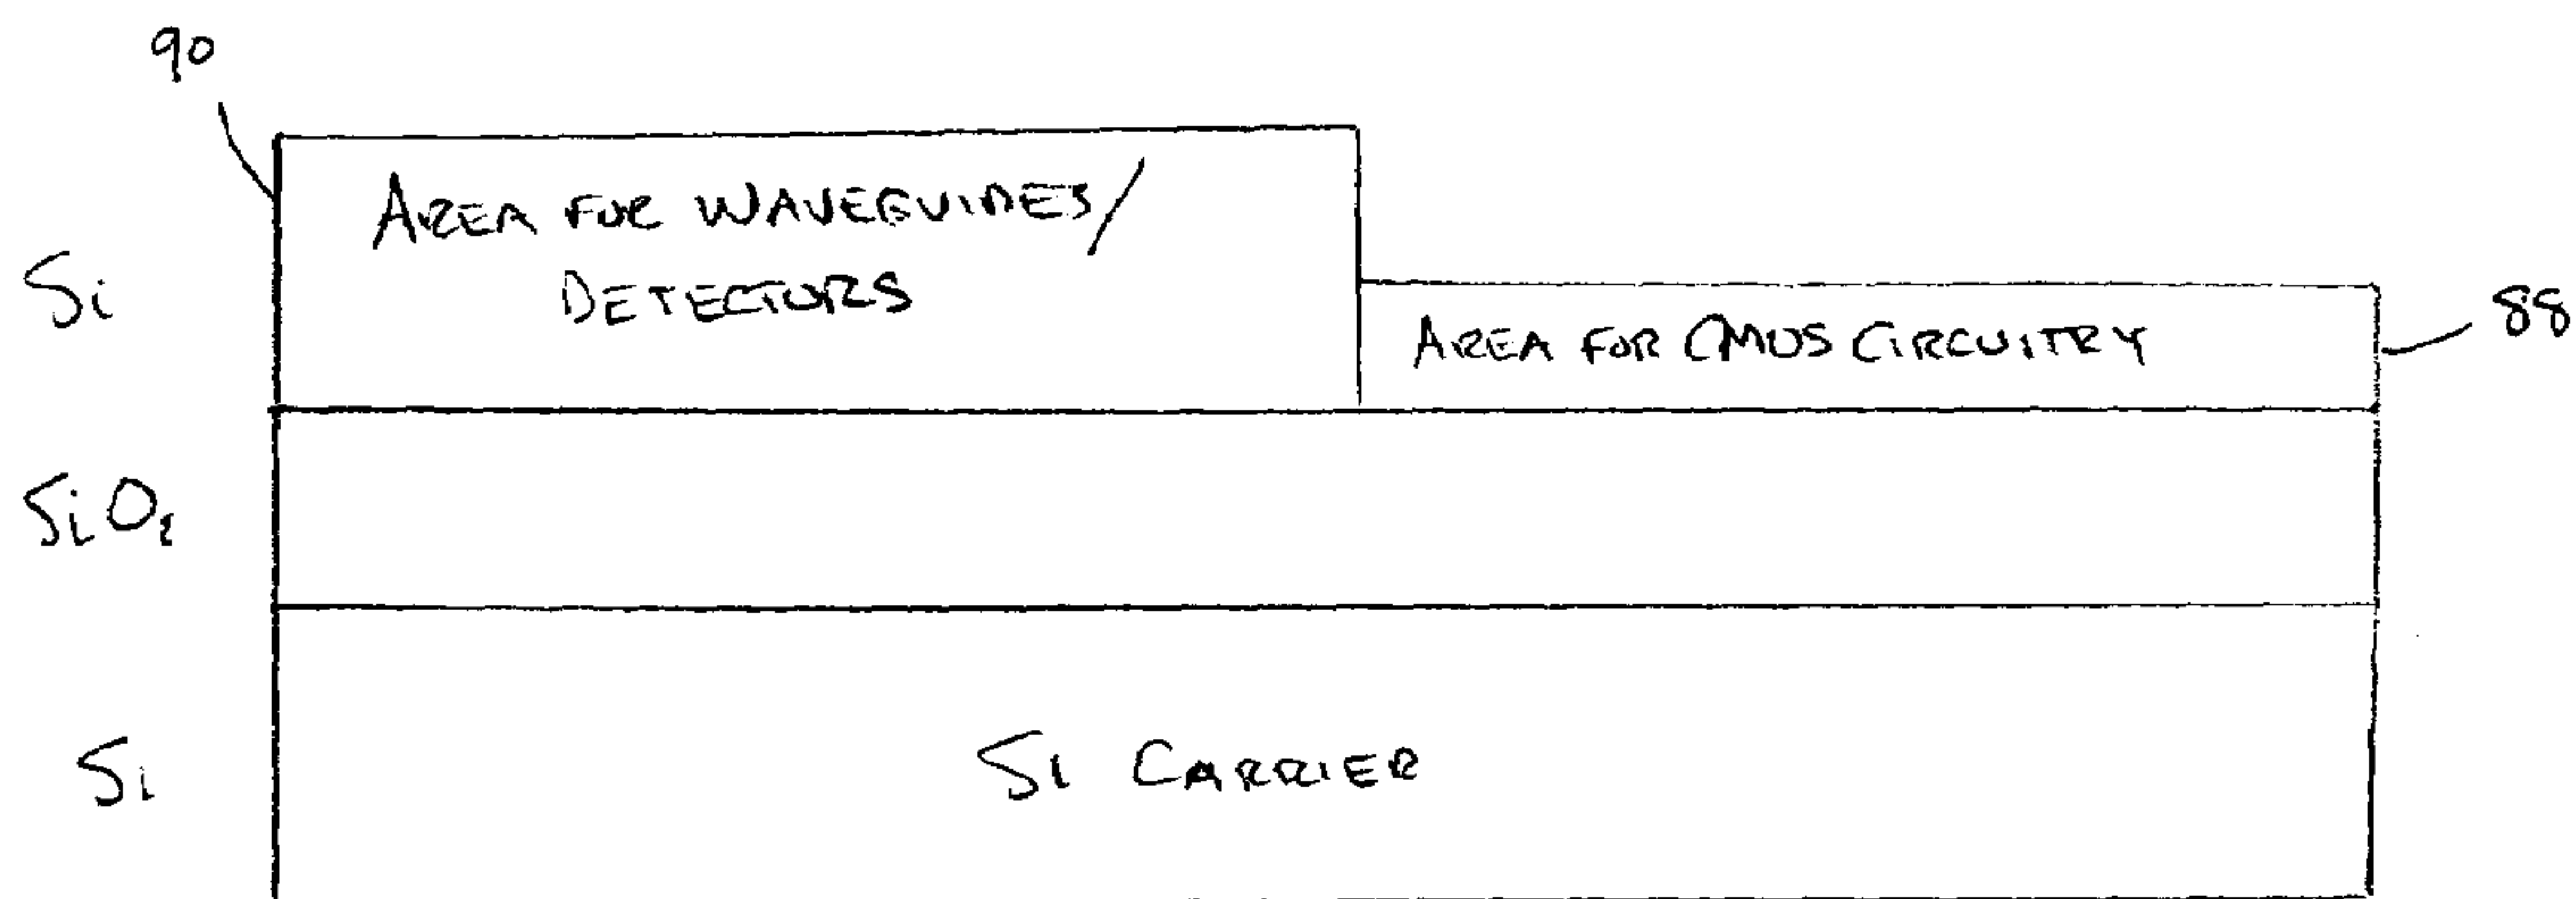 90
AREA FOR WAVEGUIDES/
DETECTORS
Si
AREA FOR CMOS CIRCUITRY
88
SiO₂
Si
Si CARRIER